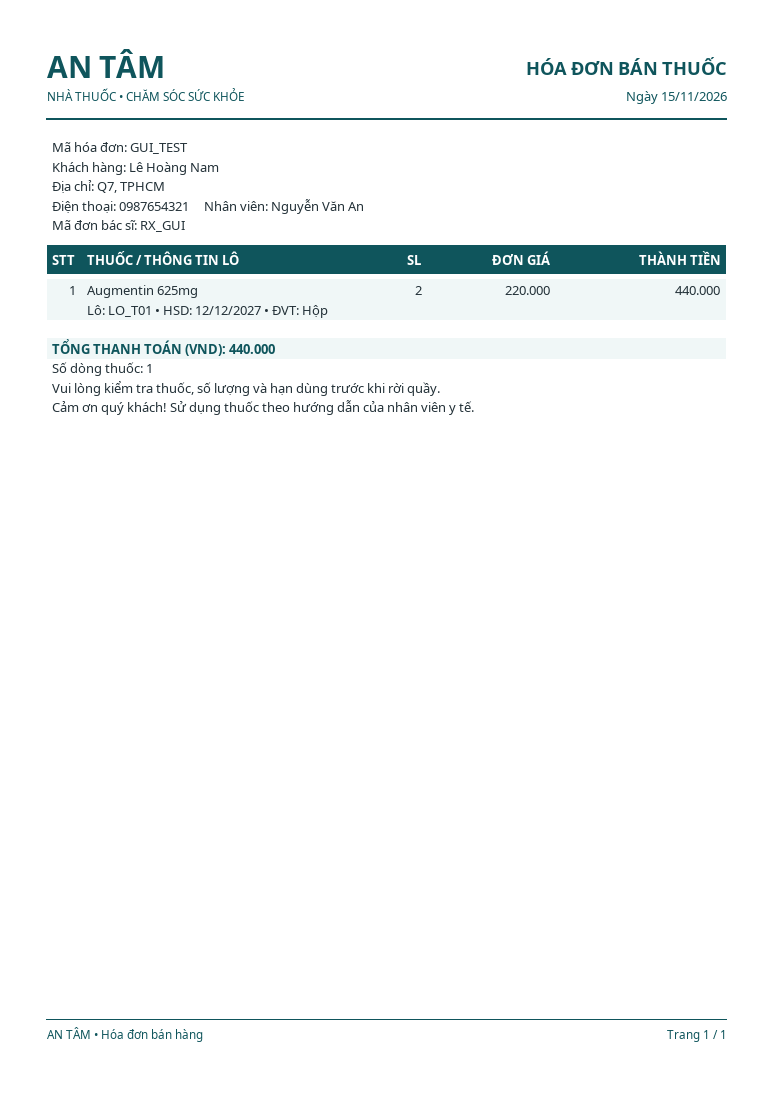 AN TÂM
HÓA ĐƠN BÁN THUỐC
NHÀ THUỐC • CHĂM SÓC SỨC KHỎE
Ngày 15/11/2026
Mã hóa đơn: GUI_TEST
Khách hàng: Lê Hoàng Nam
Địa chỉ: Q7, TPHCM
Điện thoại: 0987654321 Nhân viên: Nguyễn Văn An
Mã đơn bác sĩ: RX_GUI
STT THUỐC / THÔNG TIN LÔ SL ĐƠN GIÁ THÀNH TIỀN
1 Augmentin 625mg 2 220.000 440.000
Lô: LO_T01 • HSD: 12/12/2027 • ĐVT: Hộp
TỔNG THANH TOÁN (VND): 440.000
Số dòng thuốc: 1
Vui lòng kiểm tra thuốc, số lượng và hạn dùng trước khi rời quầy.
Cảm ơn quý khách! Sử dụng thuốc theo hướng dẫn của nhân viên y tế.
AN TÂM • Hóa đơn bán hàng
Trang 1 / 1